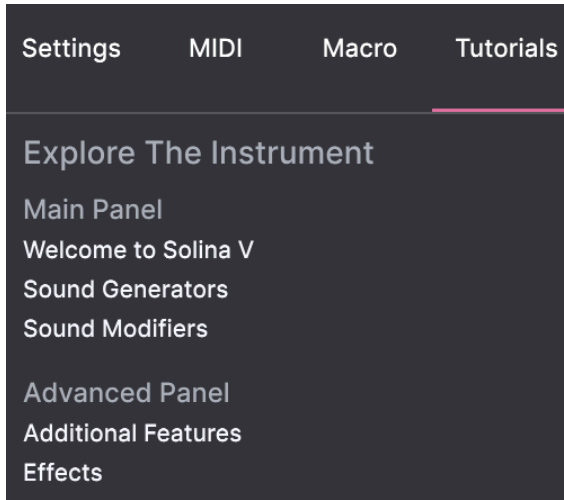 Settings MIDI Macro Tutorials
Explore The Instrument
Main Panel
Welcome to Solina V
Sound Generators
Sound Modifiers
Advanced Panel
Additional Features
Effects